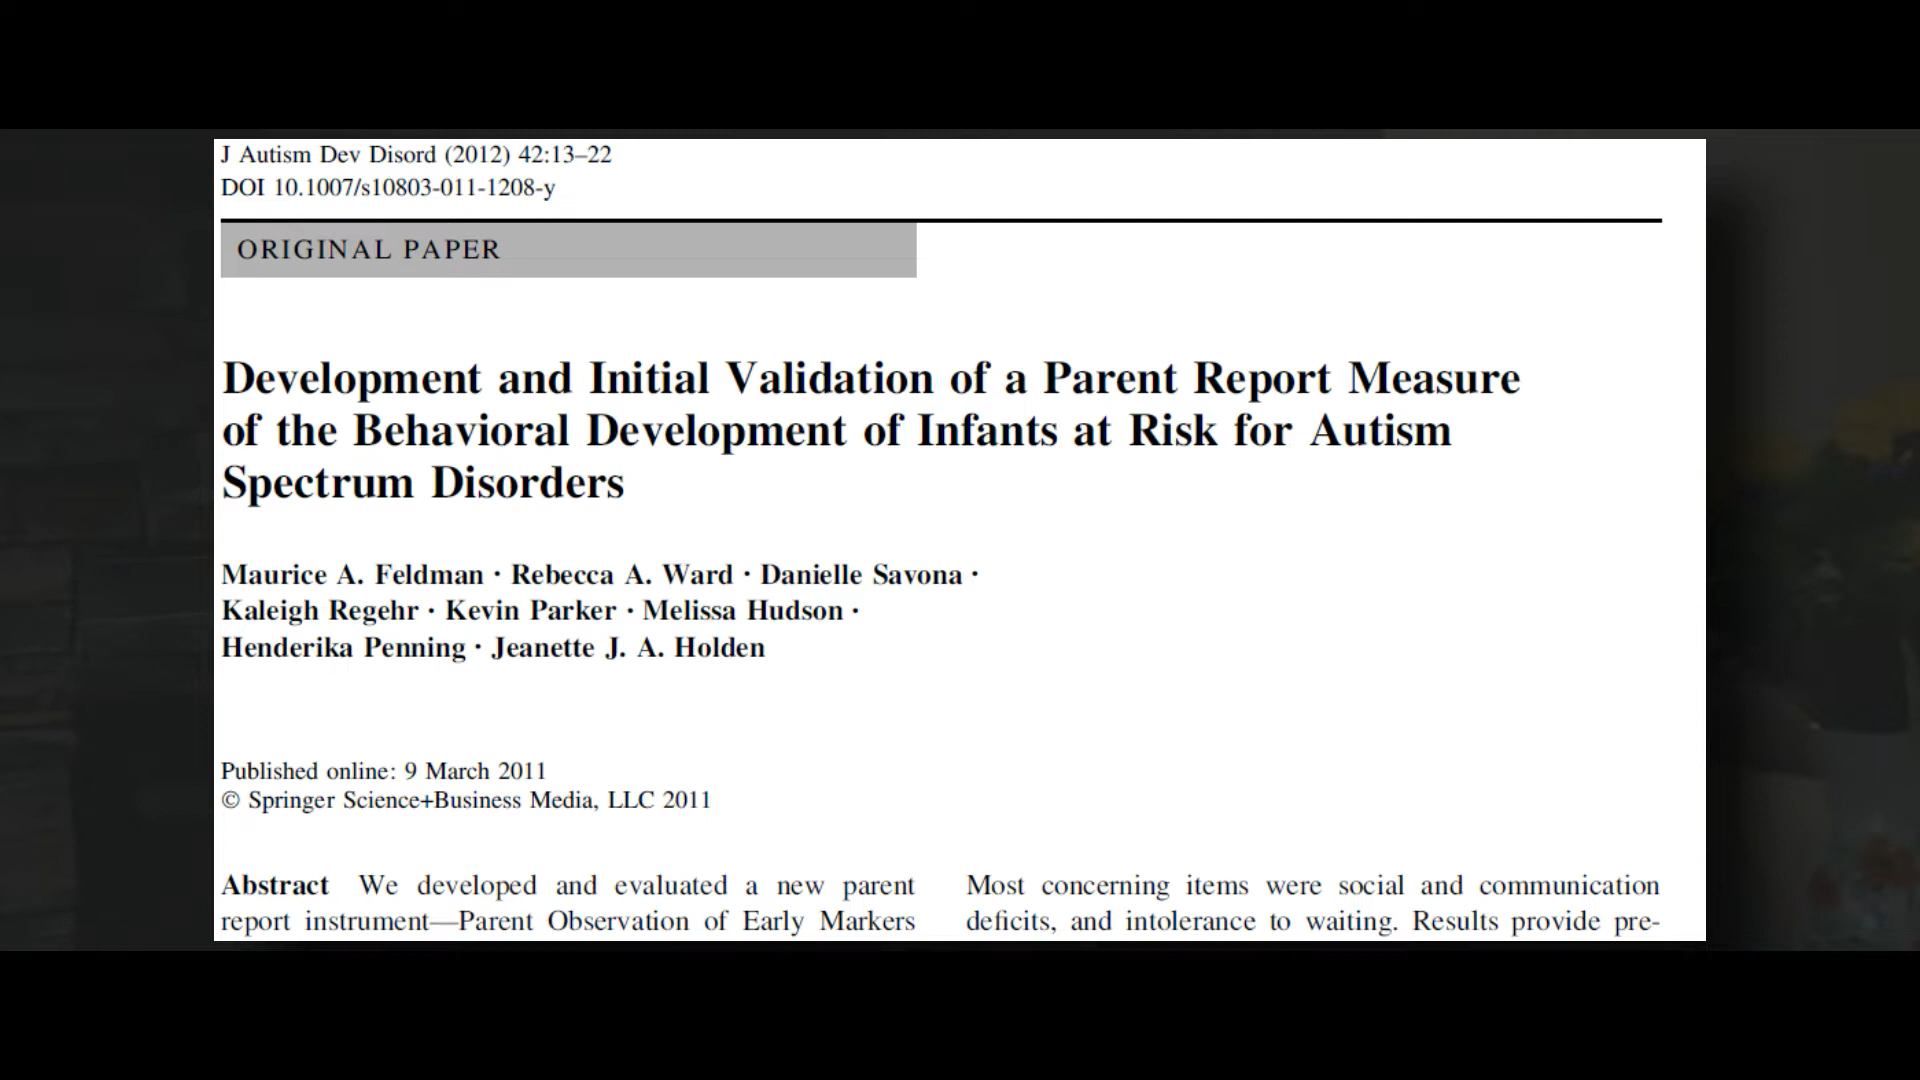 J Autism Dev Disord (2012) 42:13–22
DOI 10.1007/s10803-011-1208-y
ORIGINAL PAPER
Development and Initial Validation of a Parent Report Measure
of the Behavioral Development of Infants at Risk for Autism
Spectrum Disorders
Maurice A. Feldman · Rebecca A. Ward · Danielle Savona ·
Kaleigh Regehr · Kevin Parker · Melissa Hudson ·
Henderika Penning · Jeanette J. A. Holden
Published online: 9 March 2011
© Springer Science+Business Media, LLC 2011
Abstract We developed and evaluated a new parent
report instrument—Parent Observation of Early Markers
Most concerning items were social and communication
deficits, and intolerance to waiting. Results provide pre-